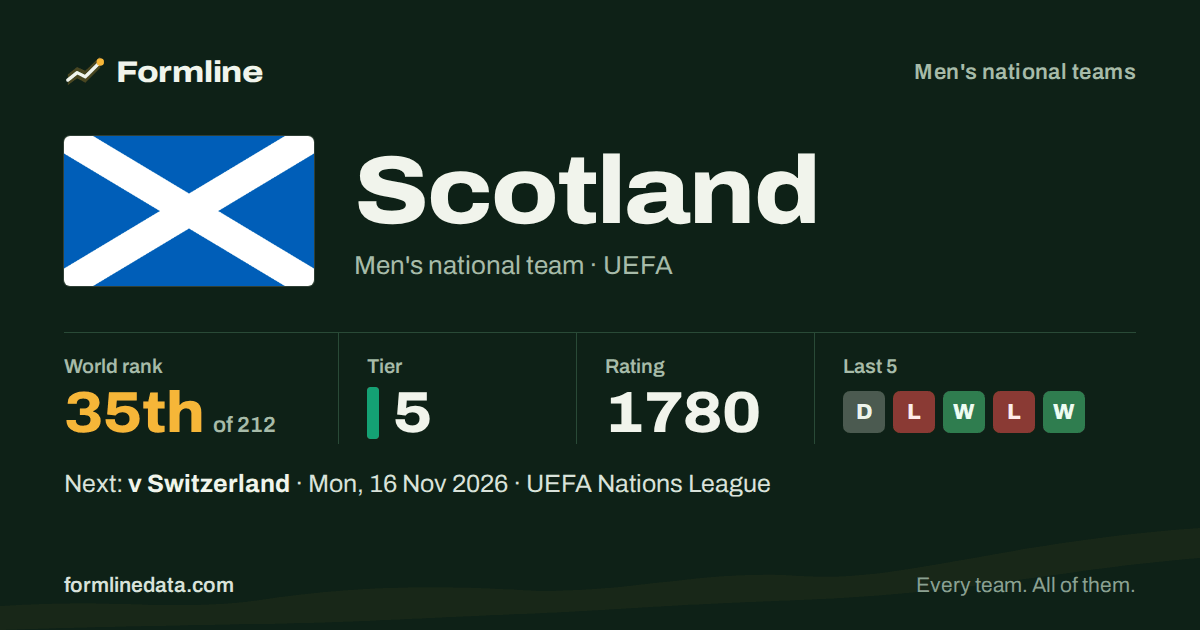 Formline
Men's national teams
Scotland
Men's national team · UEFA
World rank
35th of 212
Tier
5
Rating
1780
Last 5
D L W L W
Next: v Switzerland · Mon, 16 Nov 2026 · UEFA Nations League
formlinedata.com
Every team. All of them.